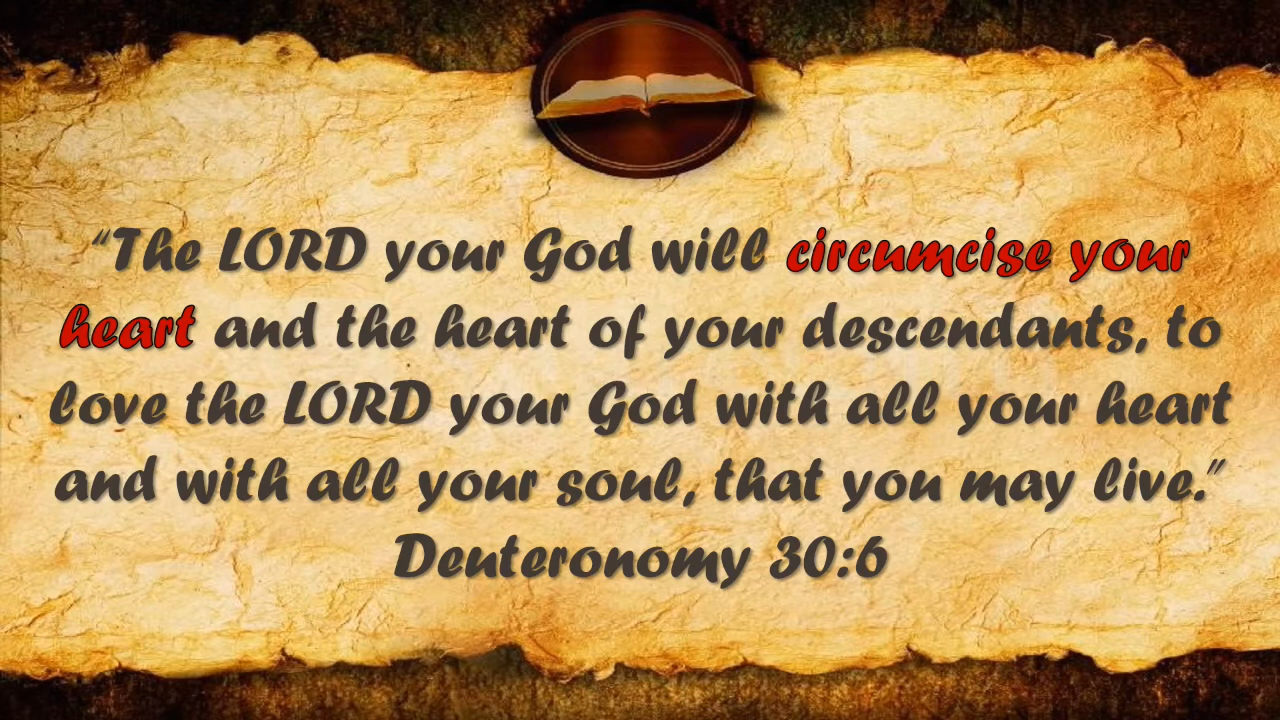 “The LORD your God will circumcise your
heart and the heart of your descendants, to
love the LORD your God with all your heart
and with all your soul, that you may live.”
Deuteronomy 30:6